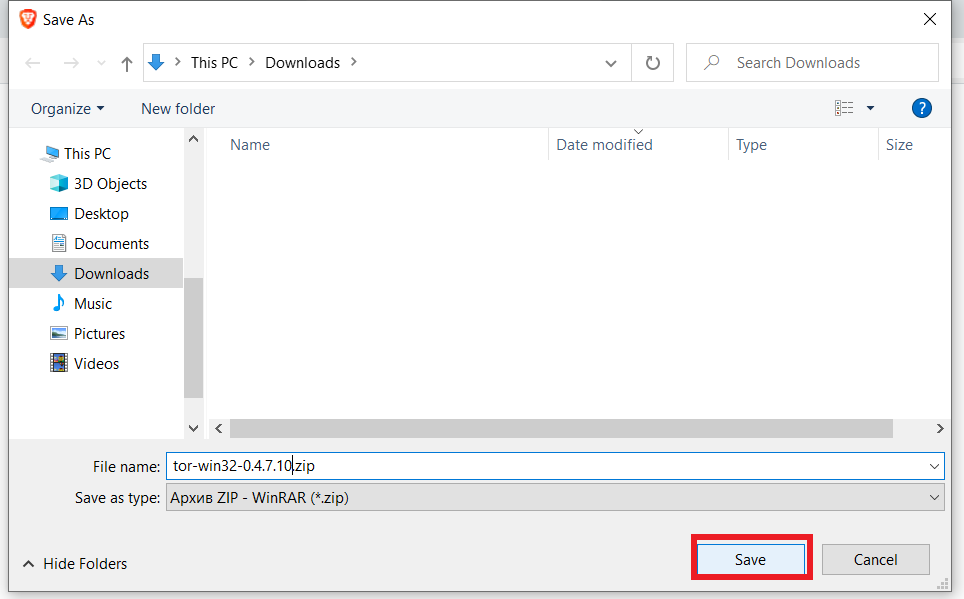 Save As
This PC Downloads
Search Downloads
Organize
New folder
?
Name
Date modified
Type
Size
This PC
3D Objects
Desktop
Documents
Downloads
Music
Pictures
Videos
File name: tor-win32-0.4.7.10.zip
Save as type: Архив ZIP - WinRAR (*.zip)
Hide Folders
Save
Cancel